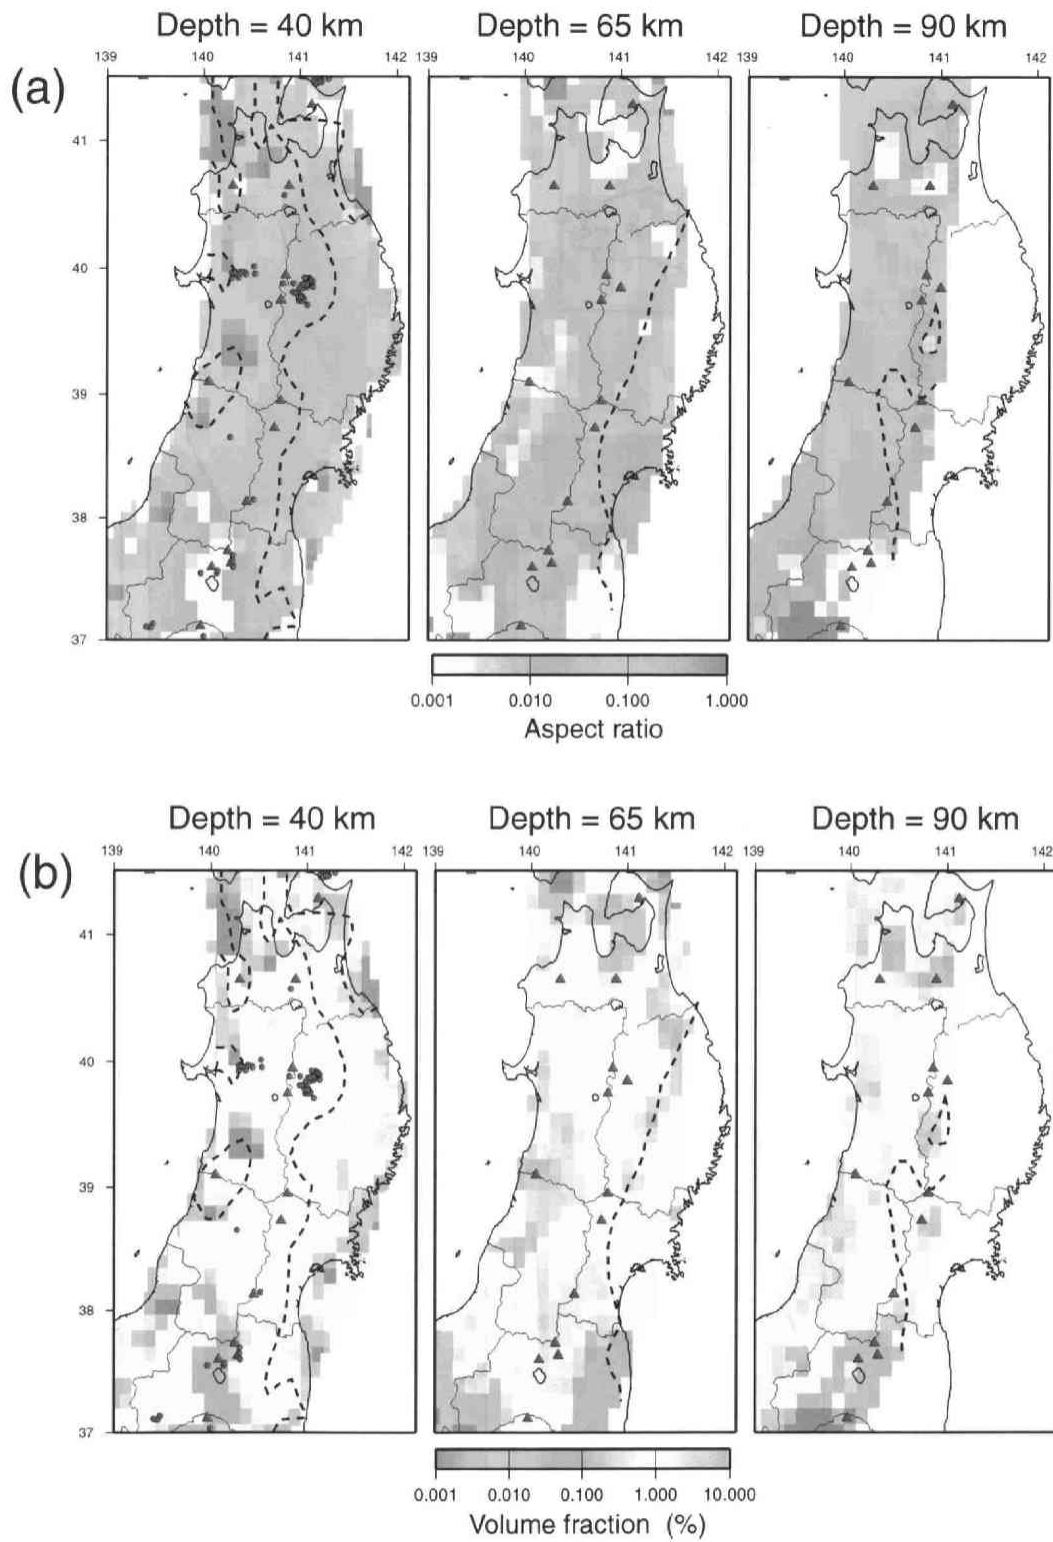 (a)
Depth = 40 km
Depth = 65 km
Depth = 90 km
139 140 141 142
140 141 142
140 141 142
41
40
39
38
37
0.001 0.010 0.100 1.000
Aspect ratio
(b)
Depth = 40 km
Depth = 65 km
Depth = 90 km
139 140 141 142
139 140 141 142
139 140 141 142
41
40
39
38
37
0.001 0.010 0.100 1.000 10.000
Volume fraction (%)